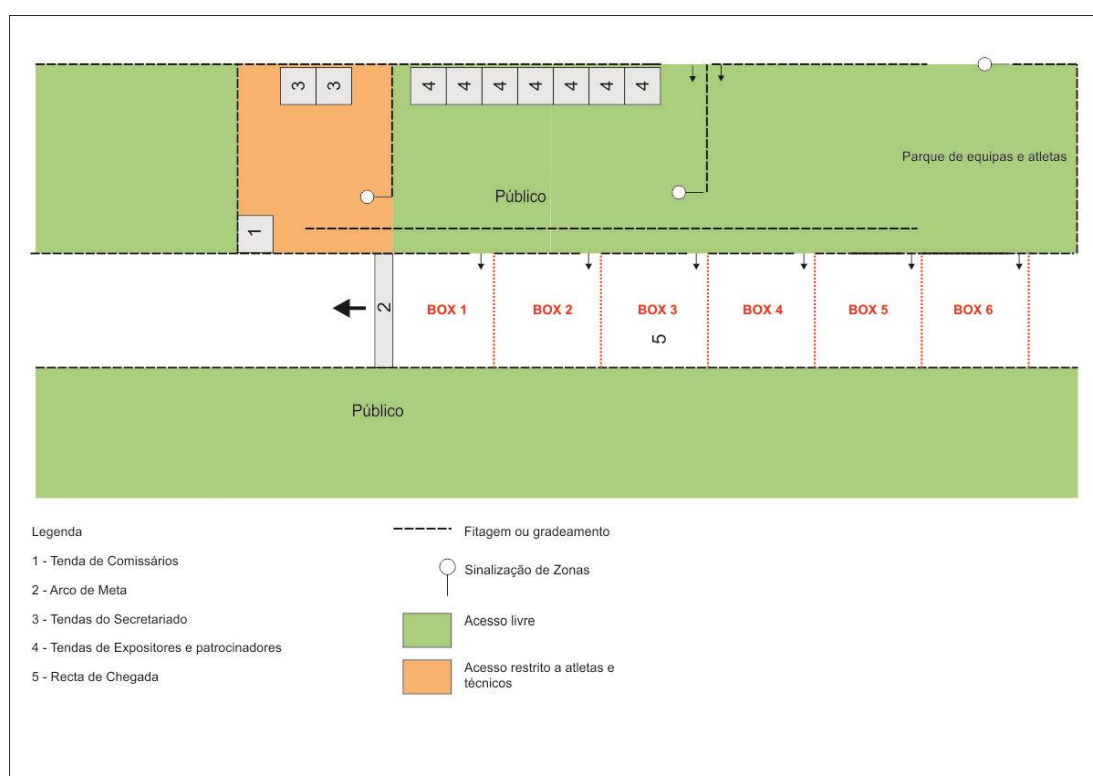 3 3 4 4 4 4 4 4 4
Parque de equipas e atletas
Público
1
2
BOX 1 BOX 2 BOX 3 BOX 4 BOX 5 BOX 6
5
Público
Legenda
1 - Tenda de Comissários
2 - Arco de Meta
3 - Tendas do Secretariado
4 - Tendas de Expositores e patrocinadores
5 - Recta de Chegada
Fitagem ou gradeamento
Sinalização de Zonas
Acesso livre
Acesso restrito a atletas e
técnicos